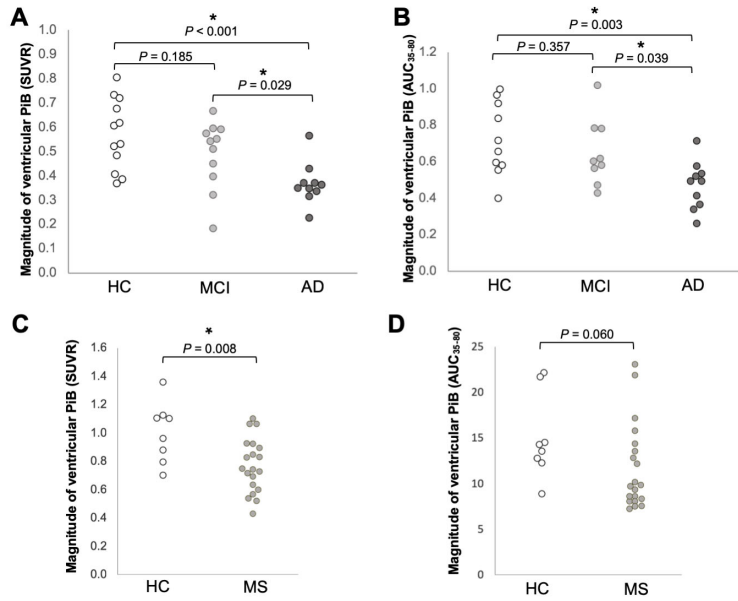 A
Magnitude of ventricular PiB (SUVR)
*
P < 0.001
P = 0.185
*
P = 0.029
1.0
0.9
0.8
0.7
0.6
0.5
0.4
0.3
0.2
0.1
0.0
HC MCI AD
B
Magnitude of ventricular PiB (AUC35-80)
*
P = 0.003
P = 0.357
*
P = 0.039
1.2
1.0
0.8
0.6
0.4
0.2
0.0
HC MCI AD
C
Magnitude of ventricular PiB (SUVR)
*
P = 0.008
1.6
1.4
1.2
1.0
0.8
0.6
0.4
0.2
0.0
HC MS
D
Magnitude of ventricular PiB (AUC35-80)
P = 0.060
25
20
15
10
5
0
HC MS